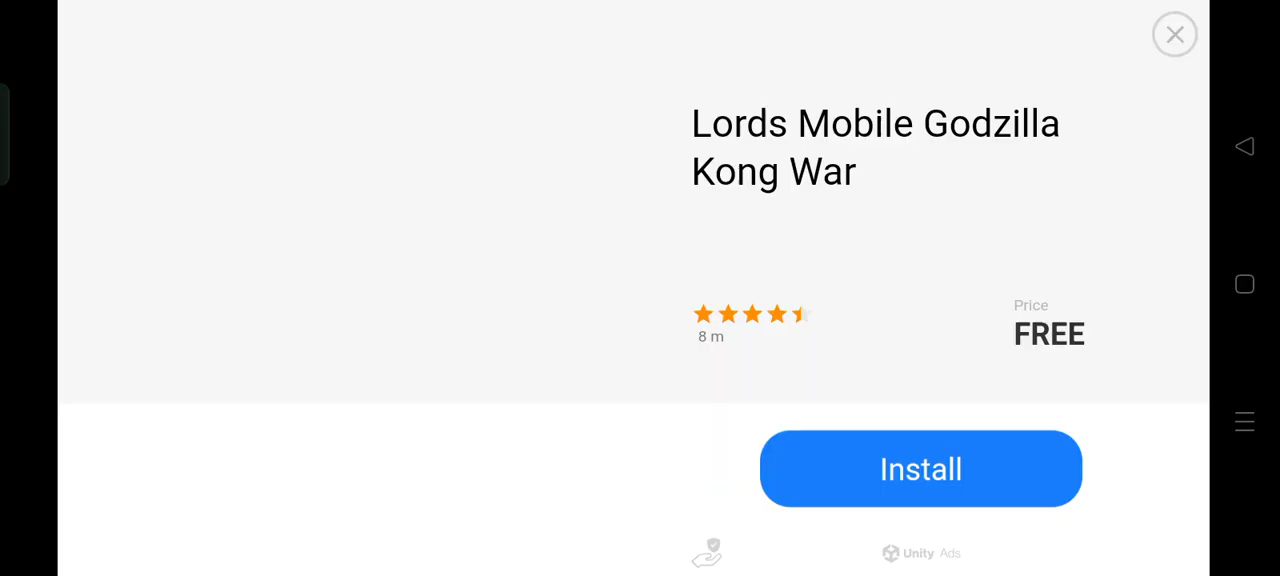 Lords Mobile Godzilla
Kong War
Price
8 m
FREE
Install
Unity Ads